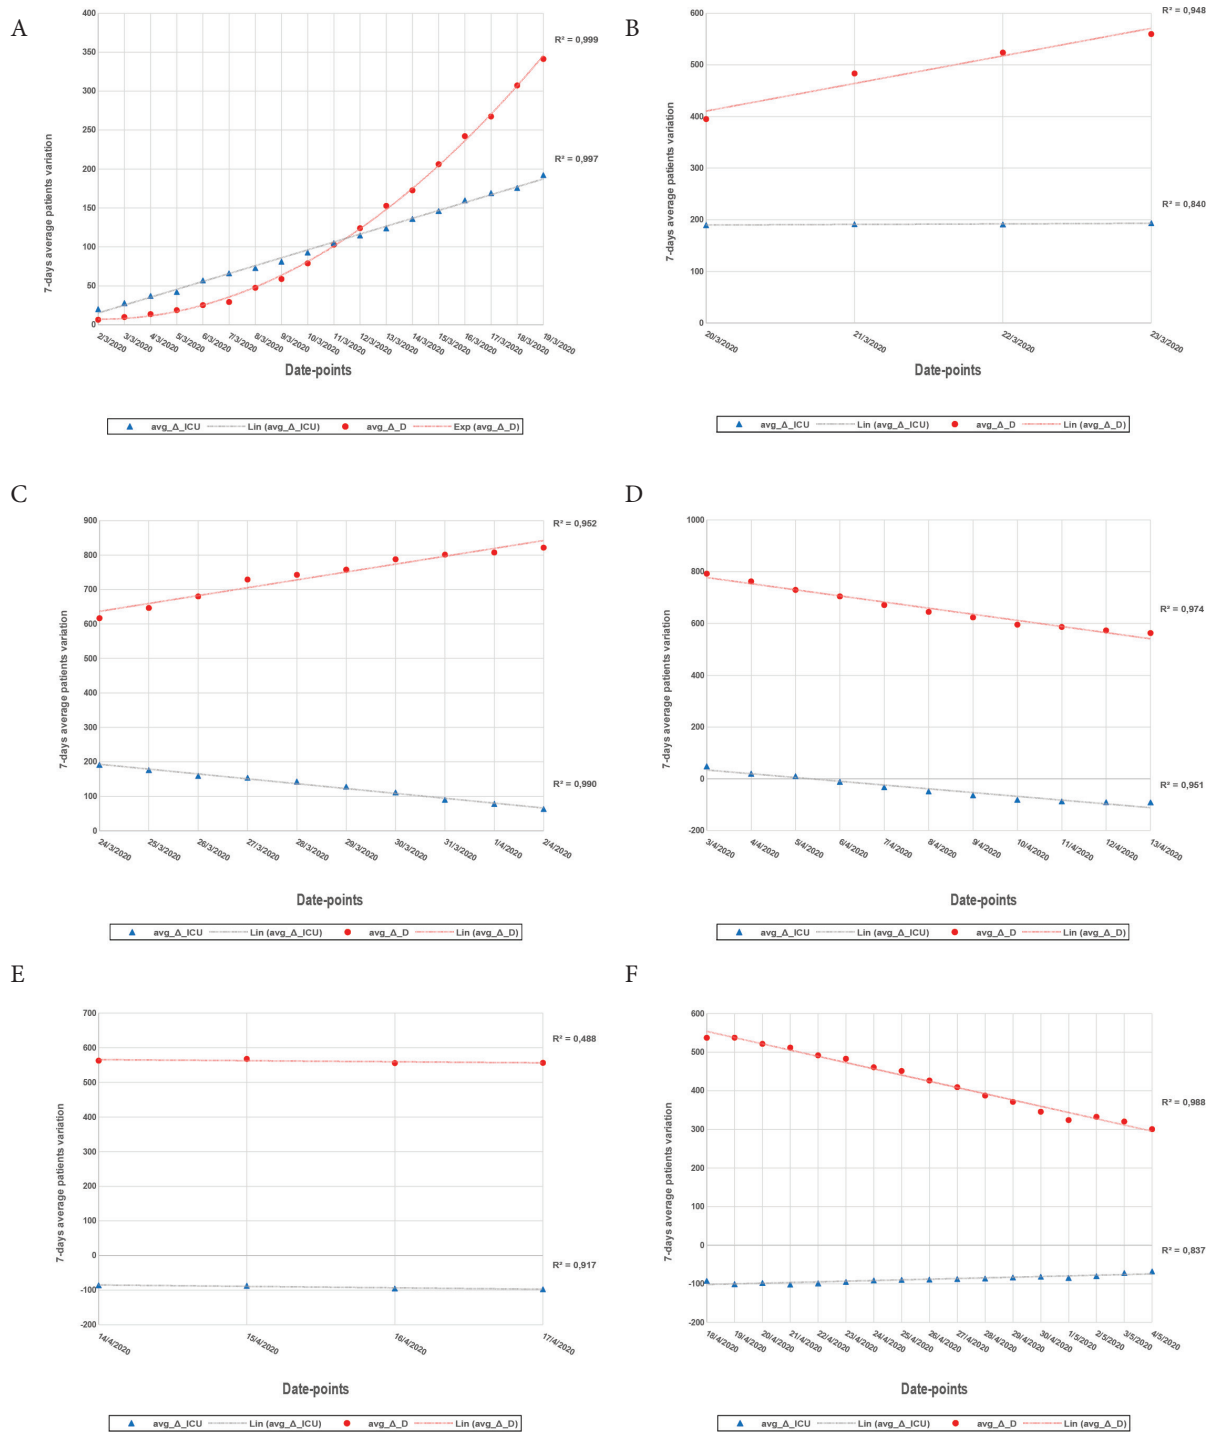 A
400
350
300
250
200
150
100
50
0
7-days average patients variation
R² = 0,999
R² = 0,997
2/3/2020 3/3/2020 4/3/2020 5/3/2020 6/3/2020 7/3/2020 8/3/2020 9/3/2020 10/3/2020 11/3/2020 12/3/2020 13/3/2020 14/3/2020 15/3/2020 16/3/2020 17/3/2020 18/3/2020 19/3/2020
Date-points
avg_Δ_ICU Lin (avg_Δ_ICU) avg_Δ_D Exp (avg_Δ_D)
B
600
500
400
300
200
100
0
7-days average patients variation
R² = 0,948
R² = 0,840
20/3/2020 21/3/2020 22/3/2020 23/3/2020
Date-points
avg_Δ_ICU Lin (avg_Δ_ICU) avg_Δ_D Lin (avg_Δ_D)
C
900
800
700
600
500
400
300
200
100
0
7-days average patients variation
R² = 0,952
R² = 0,990
24/3/2020 25/3/2020 26/3/2020 27/3/2020 28/3/2020 29/3/2020 30/3/2020 31/3/2020 1/4/2020 2/4/2020
Date-points
avg_Δ_ICU Lin (avg_Δ_ICU) avg_Δ_D Lin (avg_Δ_D)
D
1000
800
600
400
200
0
-200
7-days average patients variation
R² = 0,974
R² = 0,951
3/4/2020 4/4/2020 5/4/2020 6/4/2020 7/4/2020 8/4/2020 9/4/2020 10/4/2020 11/4/2020 12/4/2020 13/4/2020
Date-points
avg_Δ_ICU Lin (avg_Δ_ICU) avg_Δ_D Lin (avg_Δ_D)
E
700
600
500
400
300
200
100
0
-100
-200
7-days average patients variation
R² = 0,488
R² = 0,917
14/4/2020 15/4/2020 16/4/2020 17/4/2020
Date-points
avg_Δ_ICU Lin (avg_Δ_ICU) avg_Δ_D Lin (avg_Δ_D)
F
600
500
400
300
200
100
0
-100
-200
7-days average patients variation
R² = 0,988
R² = 0,837
18/4/2020 19/4/2020 20/4/2020 21/4/2020 22/4/2020 23/4/2020 24/4/2020 25/4/2020 26/4/2020 27/4/2020 28/4/2020 29/4/2020 30/4/2020 1/5/2020 2/5/2020 3/5/2020 4/5/2020
Date-points
avg_Δ_ICU Lin (avg_Δ_ICU) avg_Δ_D Lin (avg_Δ_D)